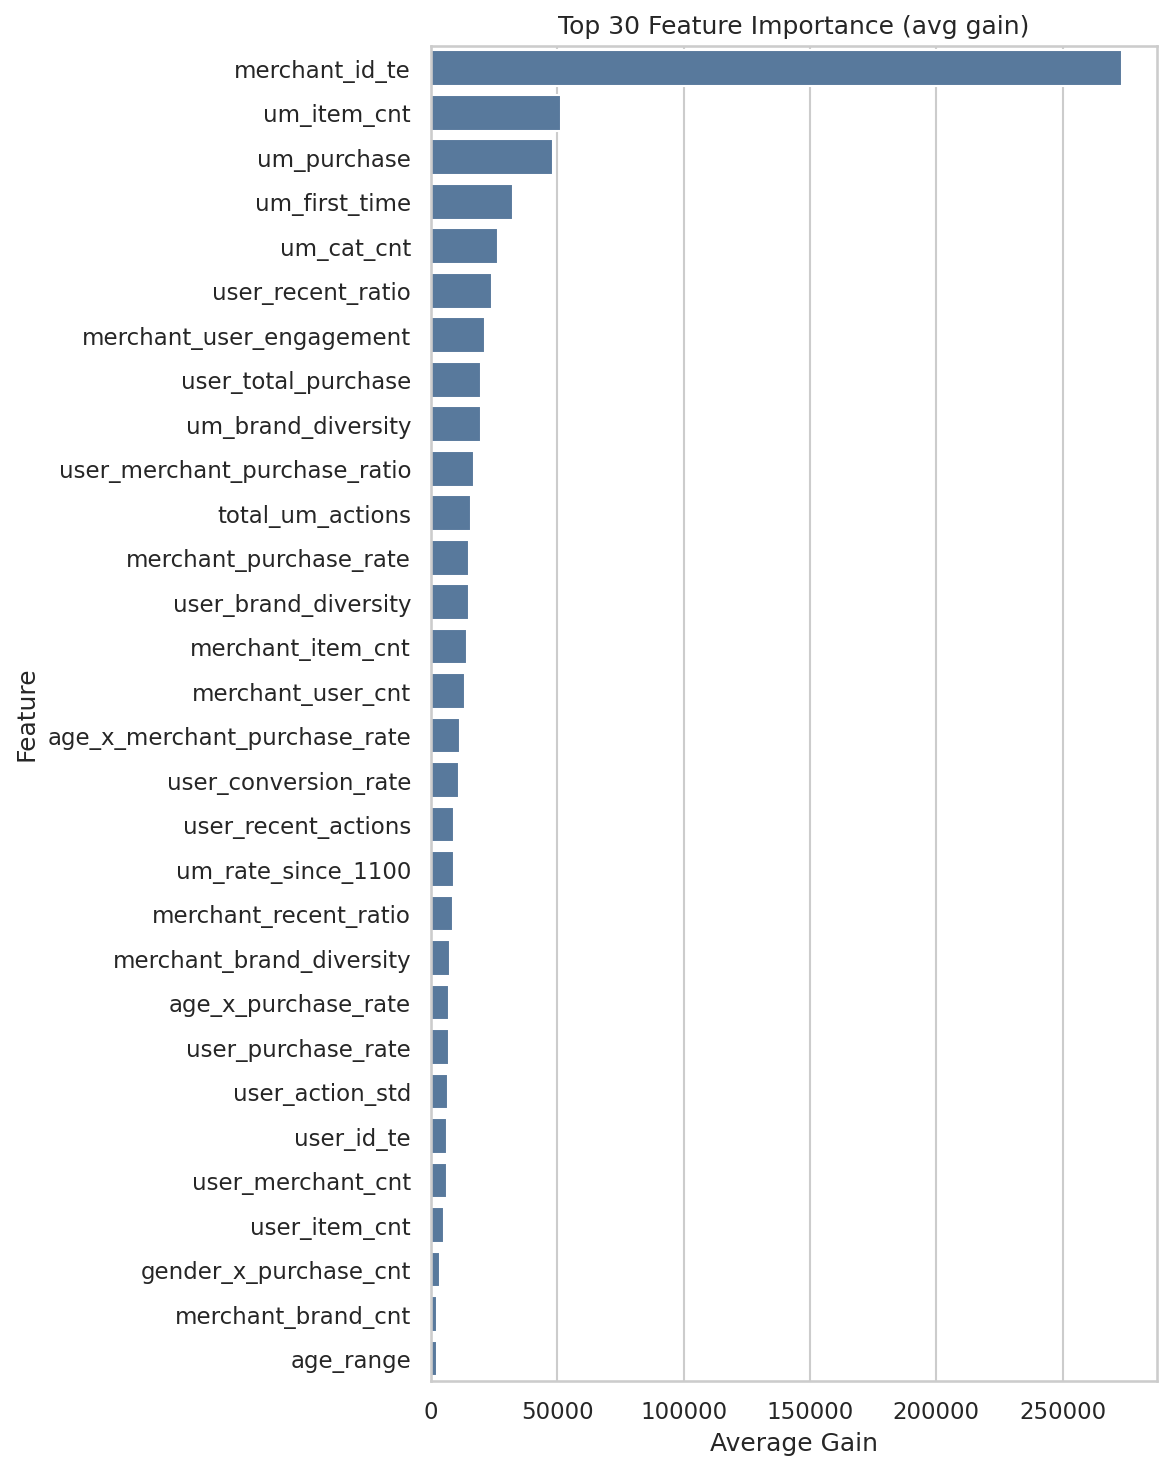 Top 30 Feature Importance (avg gain)
merchant_id_te
um_item_cnt
um_purchase
um_first_time
um_cat_cnt
user_recent_ratio
merchant_user_engagement
user_total_purchase
um_brand_diversity
user_merchant_purchase_ratio
total_um_actions
merchant_purchase_rate
user_brand_diversity
merchant_item_cnt
merchant_user_cnt
age_x_merchant_purchase_rate
user_conversion_rate
user_recent_actions
um_rate_since_1100
merchant_recent_ratio
merchant_brand_diversity
age_x_purchase_rate
user_purchase_rate
user_action_std
user_id_te
user_merchant_cnt
user_item_cnt
gender_x_purchase_cnt
merchant_brand_cnt
age_range
Feature
0 50000 100000 150000 200000 250000
Average Gain